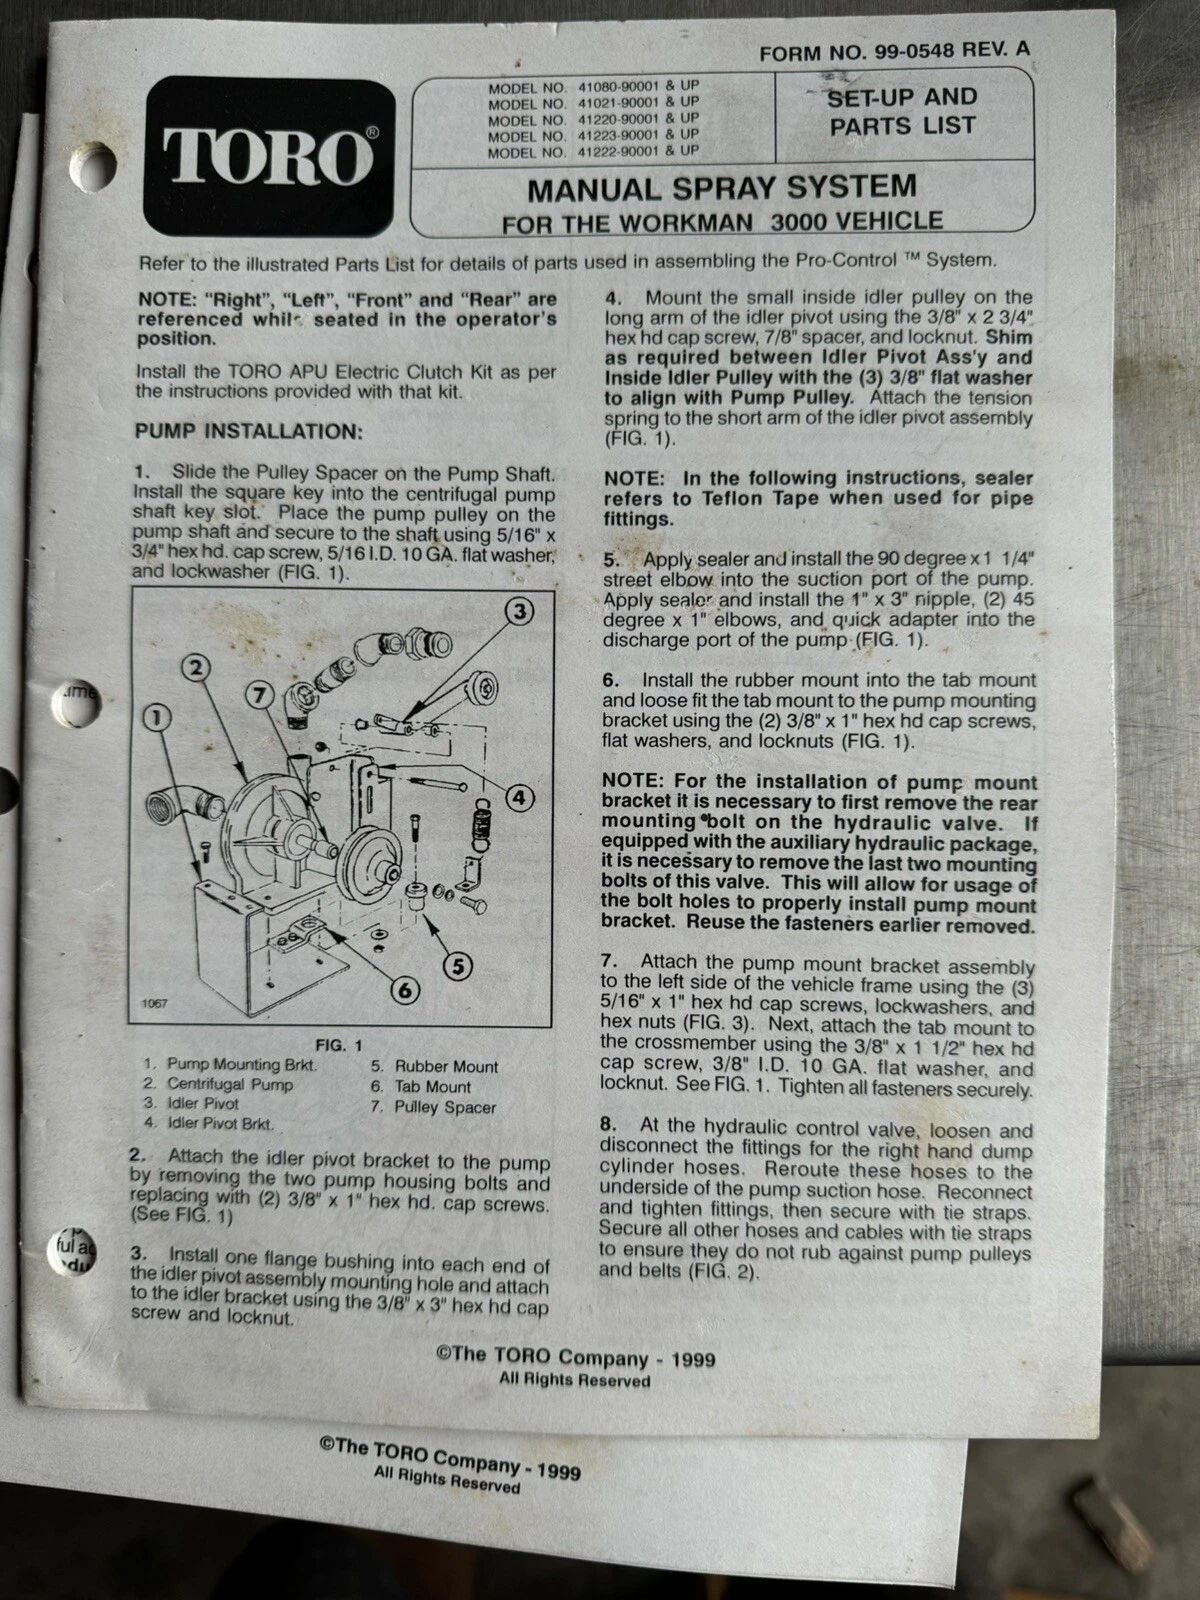 FORM NO. 99-0548 REV. A
TORO®
MODEL NO. 41080-90001 & UP
MODEL NO. 41021-90001 & UP
MODEL NO. 41220-90001 & UP
MODEL NO. 41223-90001 & UP
MODEL NO. 41222-90001 & UP
SET-UP AND
PARTS LIST
MANUAL SPRAY SYSTEM
FOR THE WORKMAN 3000 VEHICLE
Refer to the illustrated Parts List for details of parts used in assembling the Pro-Control ™ System.
NOTE: “Right”, “Left”, “Front” and “Rear” are
referenced while seated in the operator's
position.
Install the TORO APU Electric Clutch Kit as per
the instructions provided with that kit.
PUMP INSTALLATION:
1. Slide the Pulley Spacer on the Pump Shaft.
Install the square key into the centrifugal pump
shaft key slot. Place the pump pulley on the
pump shaft and secure to the shaft using 5/16" x
3/4" hex hd. cap screw, 5/16 I.D. 10 GA. flat washer,
and lockwasher (FIG. 1).
3
2
7
1
4
5
6
1067
FIG. 1
1. Pump Mounting Brkt.
2. Centrifugal Pump
3. Idler Pivot
4. Idler Pivot Brkt.
5. Rubber Mount
6. Tab Mount
7. Pulley Spacer
2. Attach the idler pivot bracket to the pump
by removing the two pump housing bolts and
replacing with (2) 3/8" x 1" hex hd. cap screws.
(See FIG. 1)
3. Install one flange bushing into each end of
the idler pivot assembly mounting hole and attach
to the idler bracket using the 3/8" x 3" hex hd cap
screw and locknut.
4. Mount the small inside idler pulley on the
long arm of the idler pivot using the 3/8" x 2 3/4"
hex hd cap screw, 7/8" spacer, and locknut. Shim
as required between Idler Pivot Ass'y and
Inside Idler Pulley with the (3) 3/8" flat washer
to align with Pump Pulley. Attach the tension
spring to the short arm of the idler pivot assembly
(FIG. 1).
NOTE: In the following instructions, sealer
refers to Teflon Tape when used for pipe
fittings.
5. Apply sealer and install the 90 degree x 1 1/4"
street elbow into the suction port of the pump.
Apply sealer and install the 1" x 3" nipple, (2) 45
degree x 1" elbows, and quick adapter into the
discharge port of the pump (FIG. 1).
6. Install the rubber mount into the tab mount
and loose fit the tab mount to the pump mounting
bracket using the (2) 3/8" x 1" hex hd cap screws,
flat washers, and locknuts (FIG. 1).
NOTE: For the installation of pump mount
bracket it is necessary to first remove the rear
mounting bolt on the hydraulic valve. If
equipped with the auxiliary hydraulic package,
it is necessary to remove the last two mounting
bolts of this valve. This will allow for usage of
the bolt holes to properly install pump mount
bracket. Reuse the fasteners earlier removed.
7. Attach the pump mount bracket assembly
to the left side of the vehicle frame using the (3)
5/16" x 1" hex hd cap screws, lockwashers, and
hex nuts (FIG. 3). Next, attach the tab mount to
the crossmember using the 3/8" x 1 1/2" hex hd
cap screw, 3/8" I.D. 10 GA. flat washer, and
locknut. See FIG. 1. Tighten all fasteners securely.
8. At the hydraulic control valve, loosen and
disconnect the fittings for the right hand dump
cylinder hoses. Reroute these hoses to the
underside of the pump suction hose. Reconnect
and tighten fittings, then secure with tie straps.
Secure all other hoses and cables with tie straps
to ensure they do not rub against pump pulleys
and belts (FIG. 2).
©The TORO Company - 1999
All Rights Reserved
©The TORO Company - 1999
All Rights Reserved